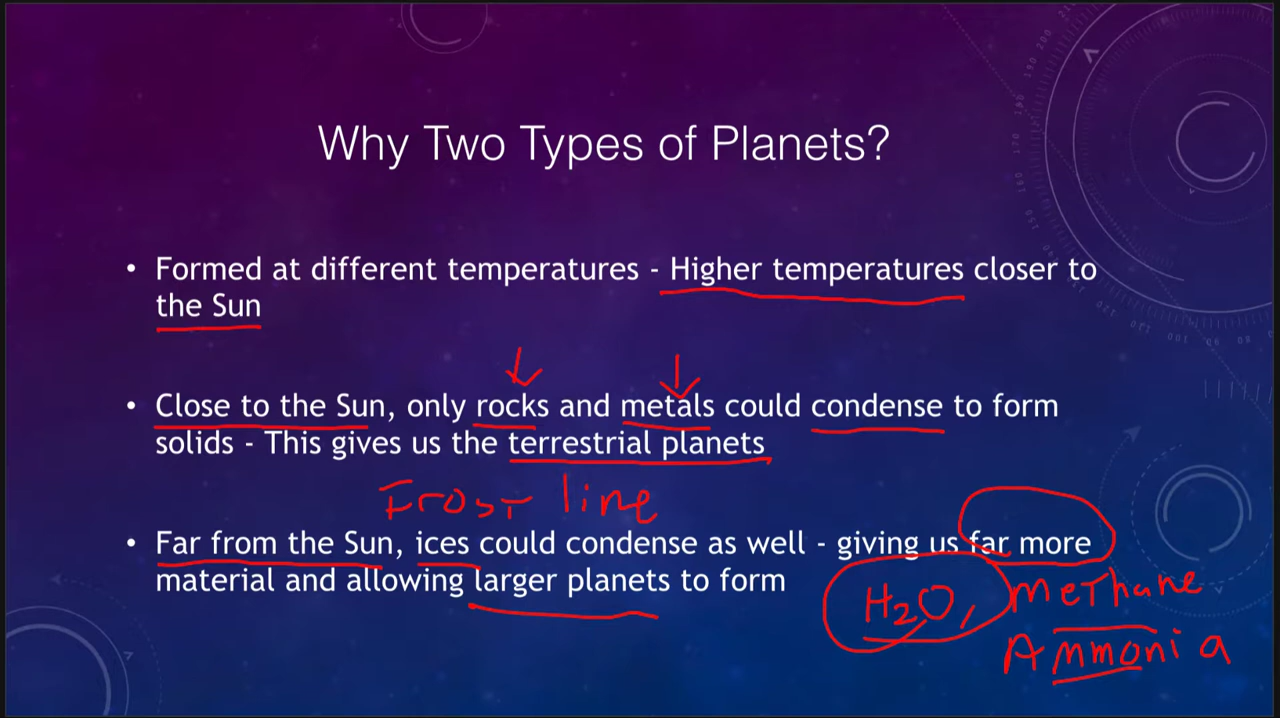 Why Two Types of Planets?
• Formed at different temperatures - Higher temperatures closer to
the Sun
• Close to the Sun, only rocks and metals could condense to form
solids - This gives us the terrestrial planets
Frost line
• Far from the Sun, ices could condense as well - giving us far more
material and allowing larger planets to form
H₂O, Methane
Ammonia